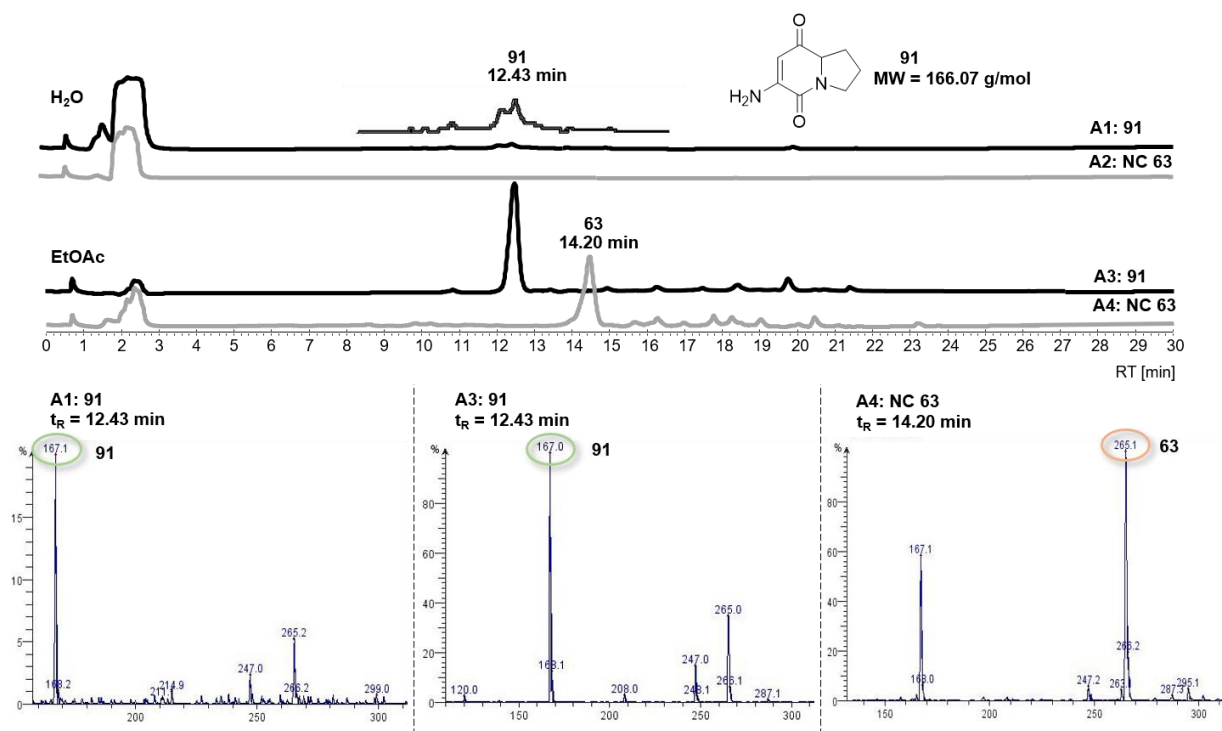 O
91
91
12.43 min
MW = 166.07 g/mol
H₂O
H₂N
N
O
A1: 91
A2: NC 63
63
14.20 min
EtOAc
A3: 91
A4: NC 63
0 1 2 3 4 5 6 7 8 9 10 11 12 13 14 15 16 17 18 19 20 21 22 23 24 25 26 27 28 29 30
RT [min]
A1: 91
tR = 12.43 min
%
167.1
91
15
10
5
0
168.2
214.9
247.0
265.2
266.2
299.0
200 250 300
A3: 91
tR = 12.43 min
%
167.0
91
80
60
40
20
0
120.0
168.1
208.0
247.0
248.1
265.0
266.1
287.1
150 200 250 300
A4: NC 63
tR = 14.20 min
%
265.1
63
80
60
40
20
0
167.1
168.0
247.2
266.2
295.1
150 200 250 300